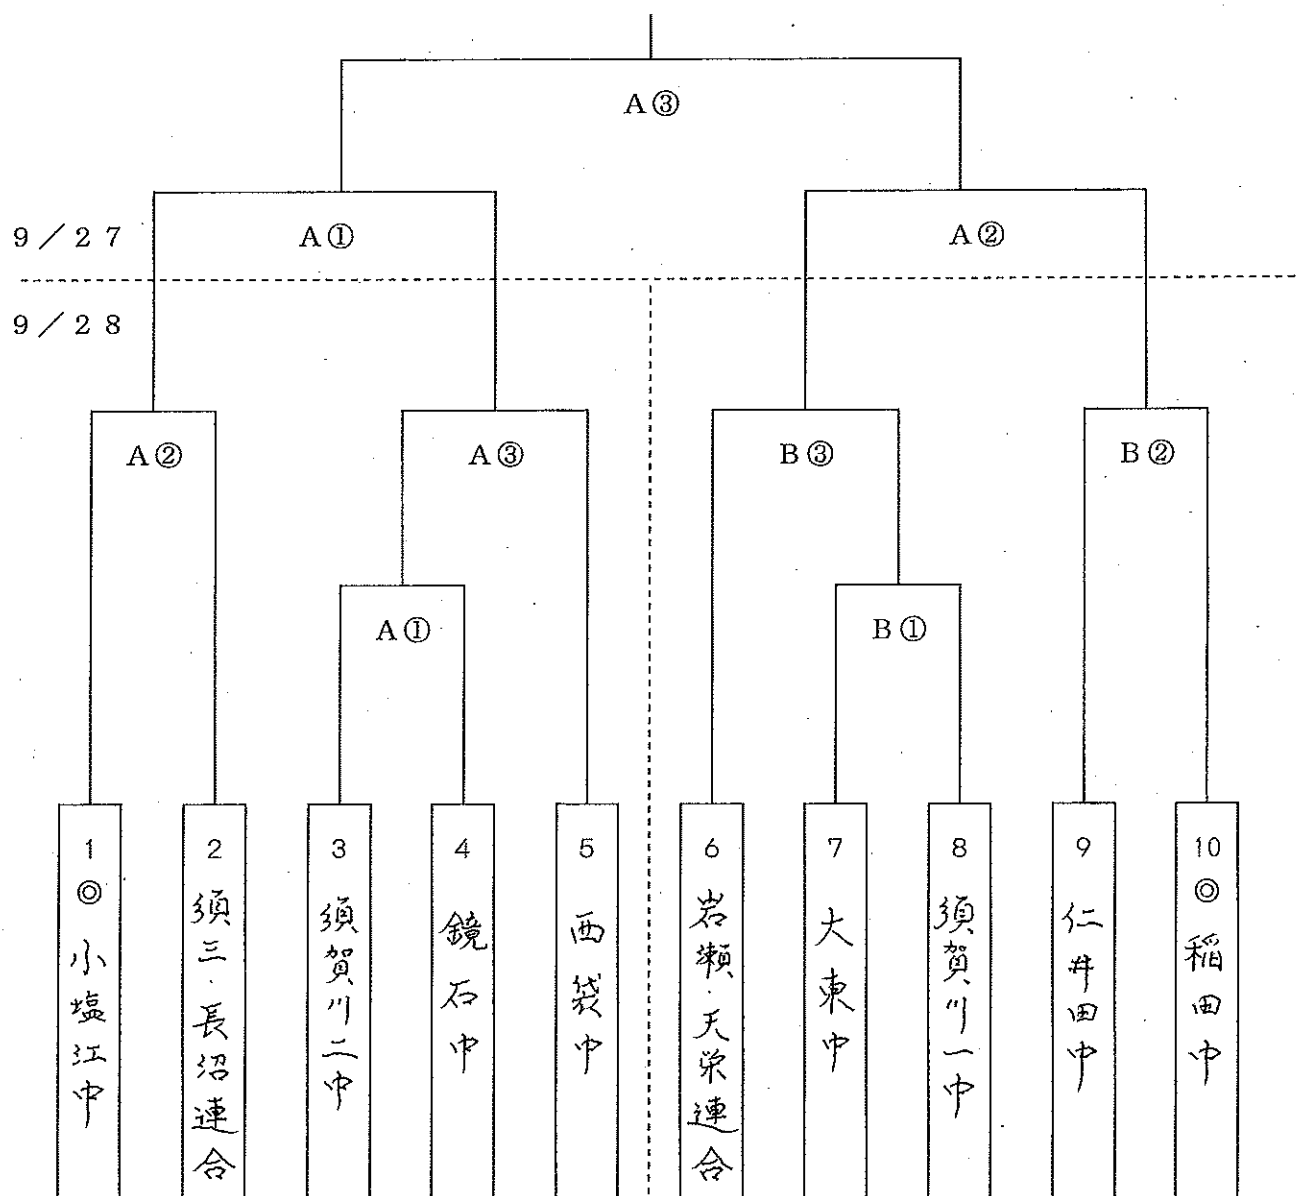 A③
9／27
A①
A②
9／28
A②
A③
B③
B②
A①
B①
1
◎
小塩江中
2
須三・長沼連合
3
須賀川二中
4
鏡石中
5
西袋中
6
岩瀬・天栄連合
7
大東中
8
須賀川一中
9
仁井田中
10
◎
稲田中